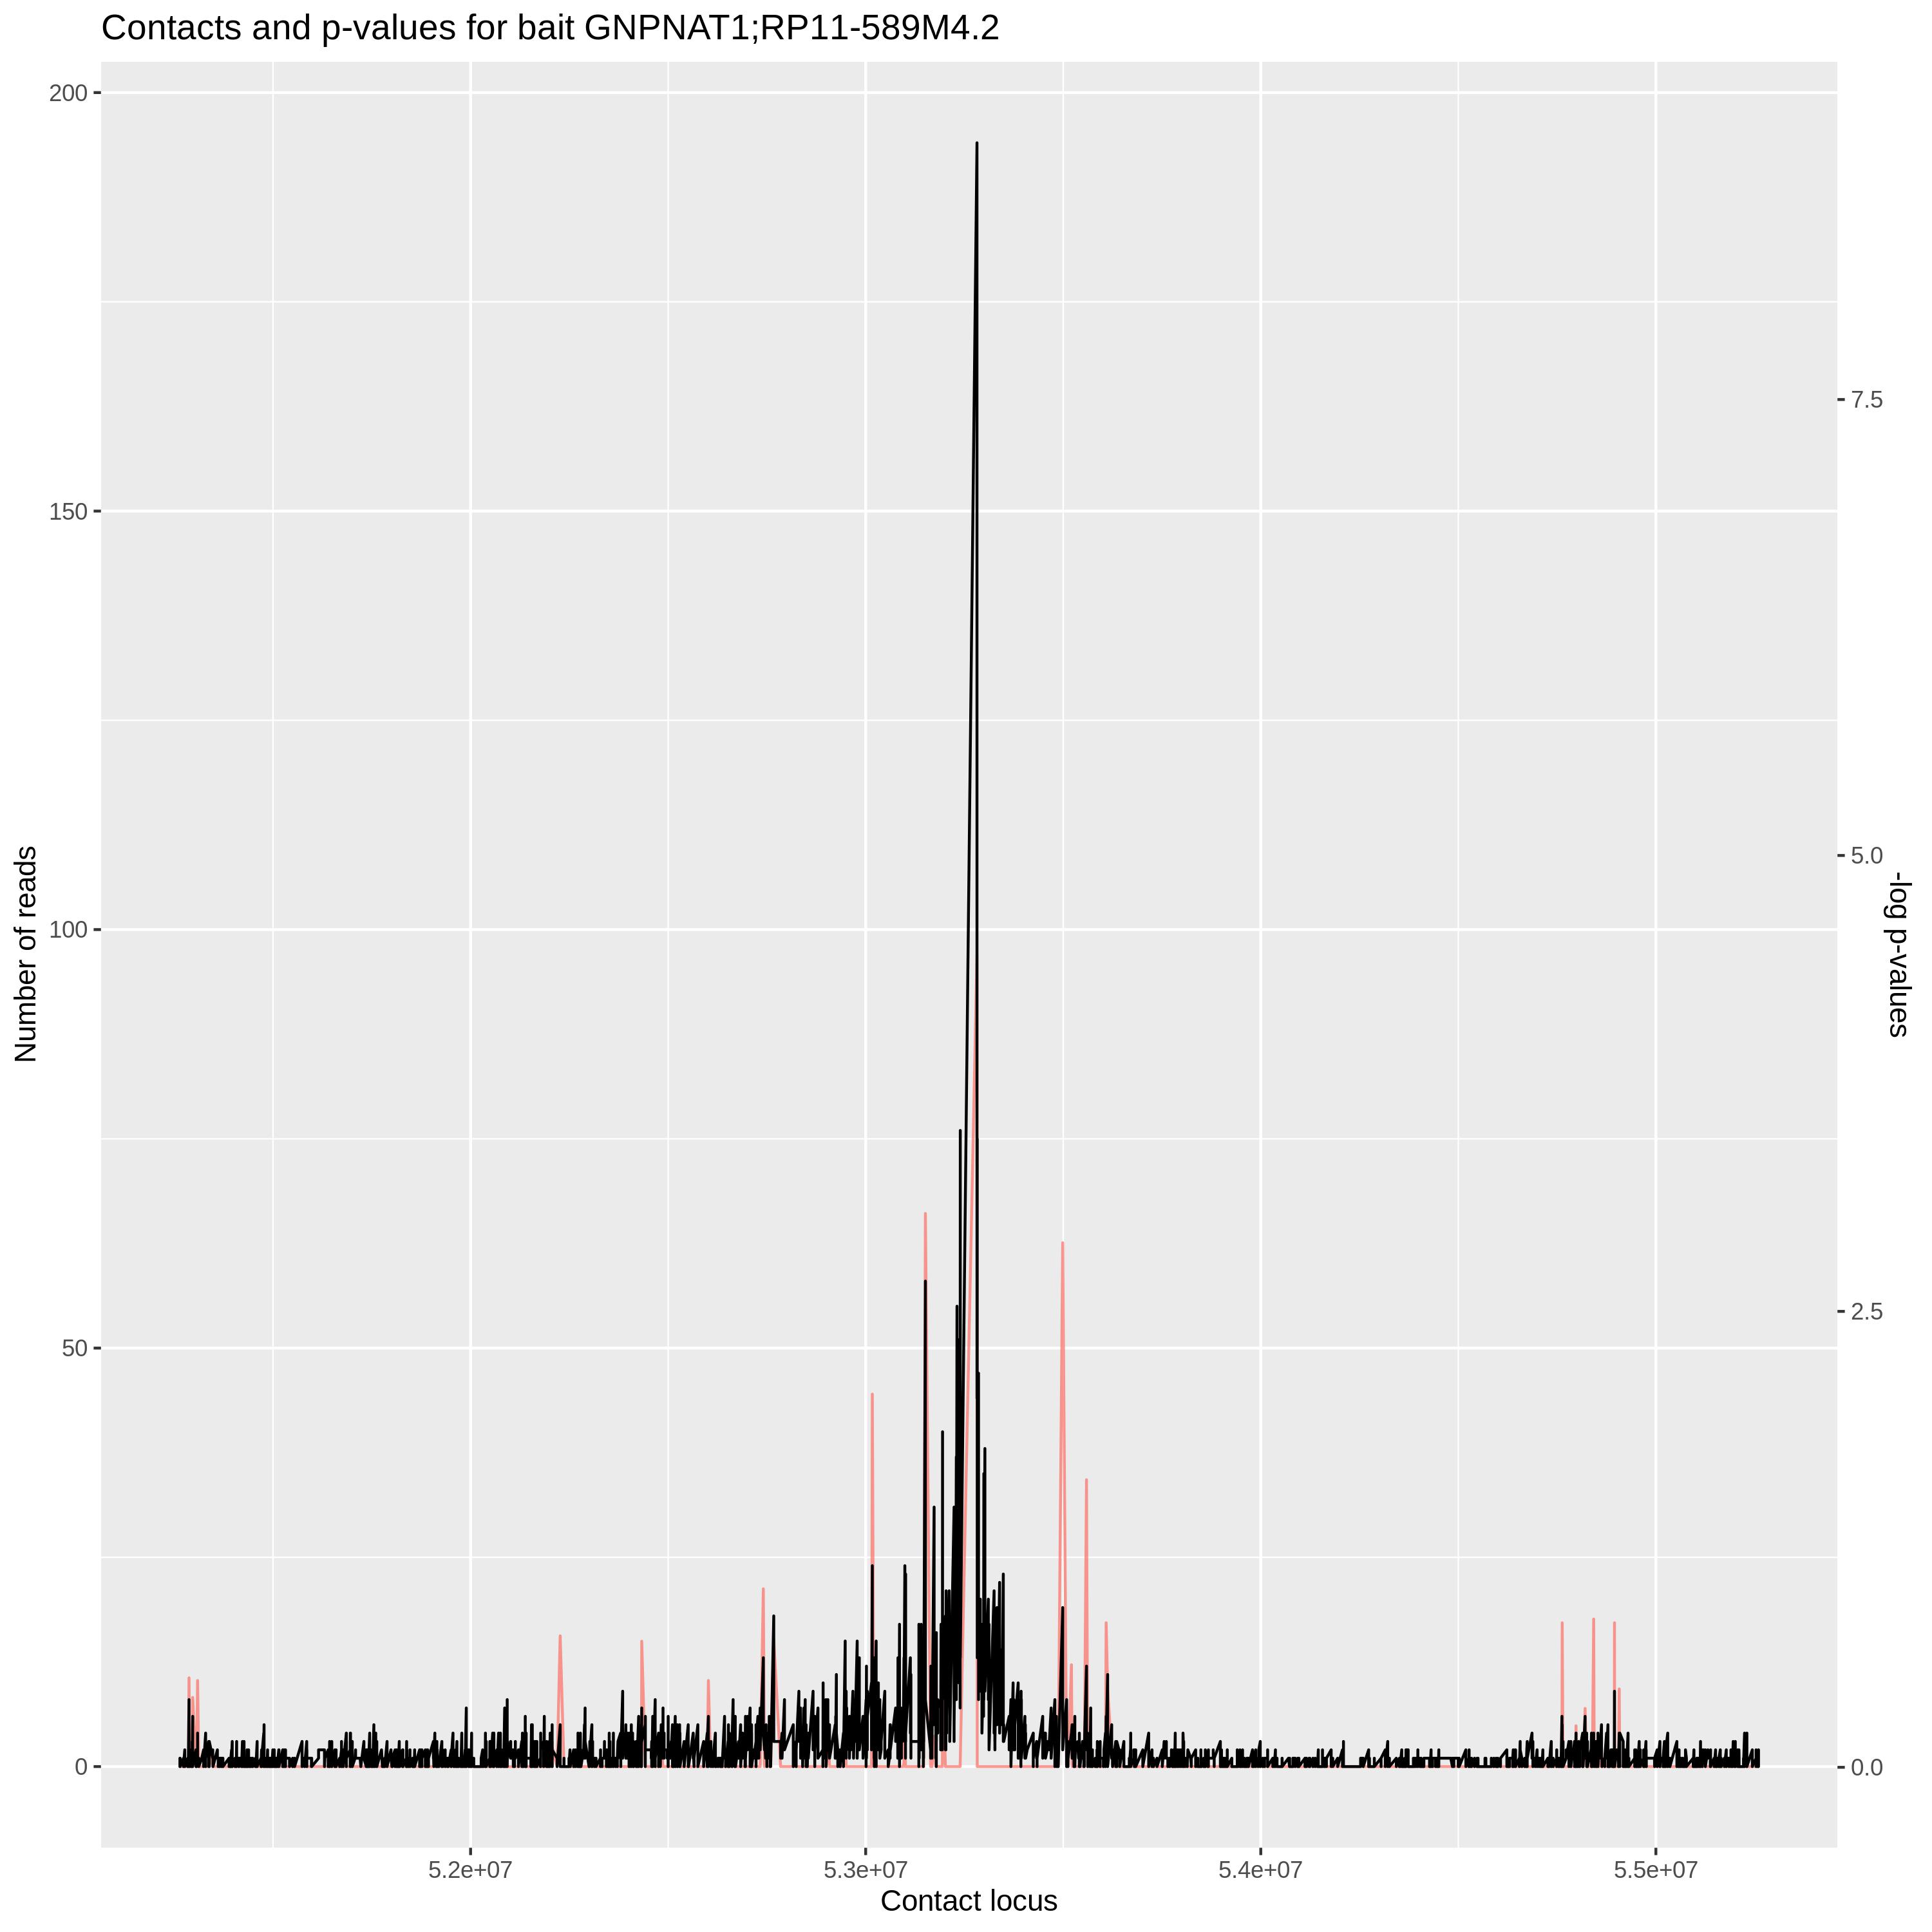 Contacts and p-values for bait GNPNAT1;RP11-589M4.2
200
150
100
50
0
Number of reads
7.5
5.0
2.5
0.0
-log p-values
5.2e+07
5.3e+07
5.4e+07
5.5e+07
Contact locus